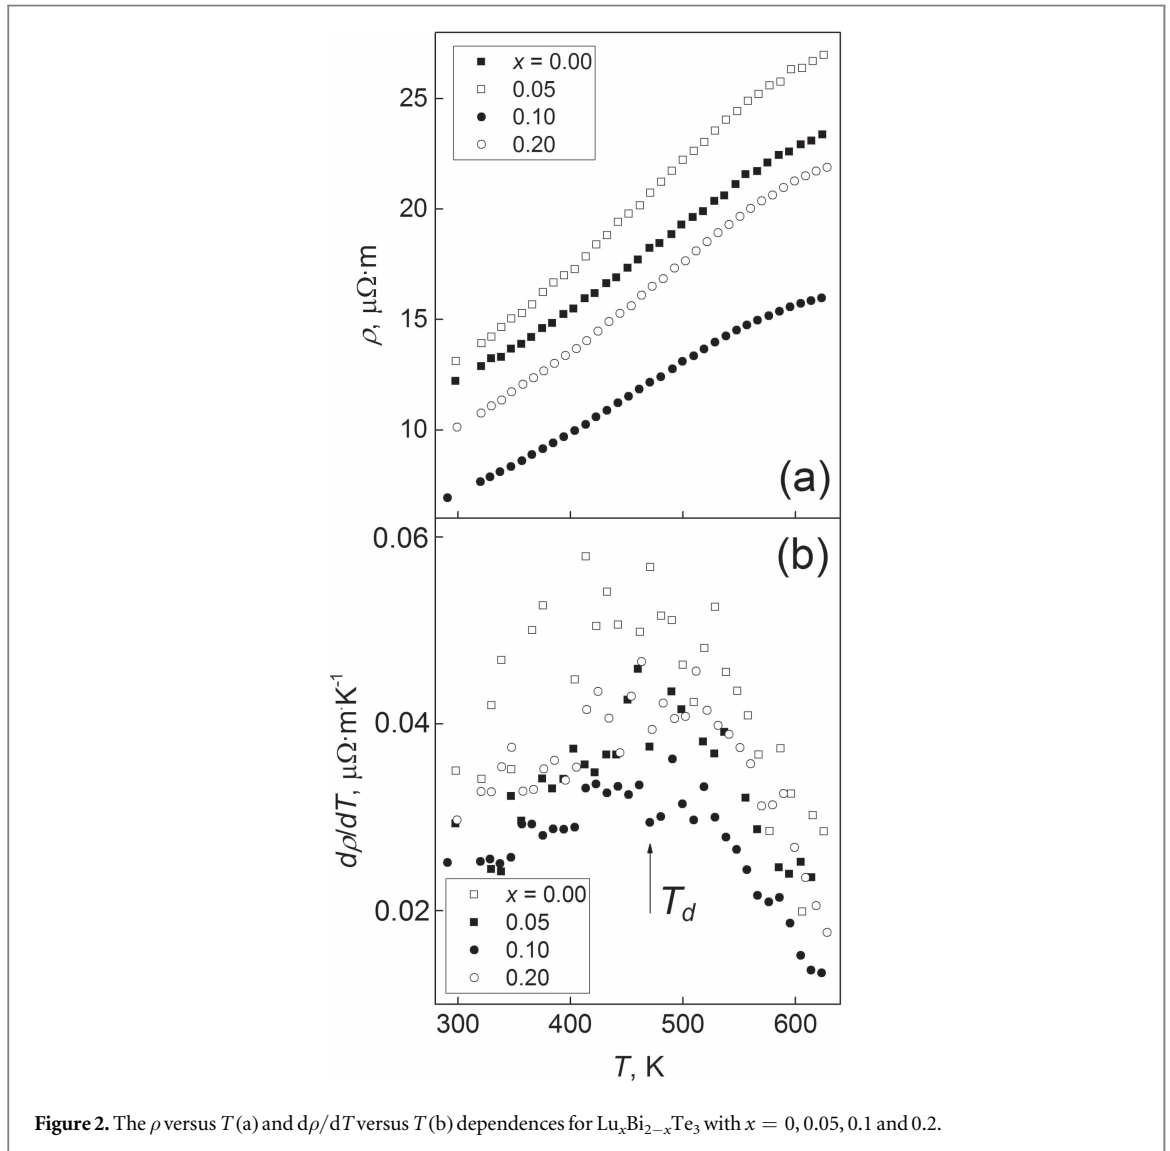 x = 0.00
0.05
0.10
0.20
25
20
15
10
ρ, μΩ·m
(a)
0.06
0.04
0.02
dρ/dT, μΩ·m·K⁻¹
(b)
T_d
x = 0.00
0.05
0.10
0.20
300 400 500 600
T, K
Figure 2. The ρ versus T (a) and dρ/dT versus T (b) dependences for LuₓBi₂₋ₓTe₃ with x = 0, 0.05, 0.1 and 0.2.